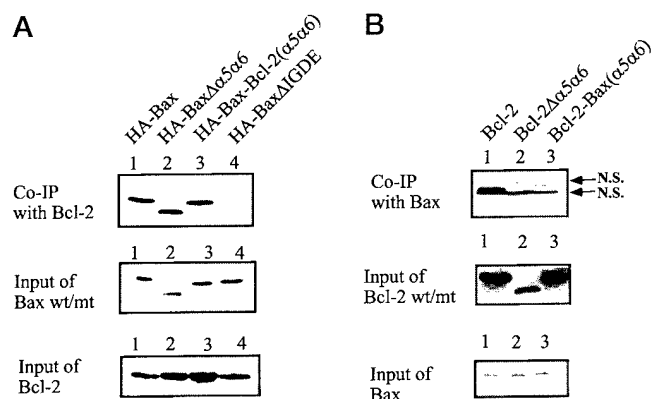 A
HA-Bax
HA-BaxΔα5α6
HA-Bax-Bcl-2(α5α6)
HA-BaxΔIGDE
1 2 3 4
Co-IP
with Bcl-2
1 2 3 4
Input of
Bax wt/mt
1 2 3 4
Input of
Bcl-2
B
Bcl-2
Bcl-2Δα5α6
Bcl-2-Bax(α5α6)
1 2 3
N.S.
N.S.
Co-IP
with Bax
1 2 3
Input of
Bcl-2 wt/mt
1 2 3
Input of
Bax